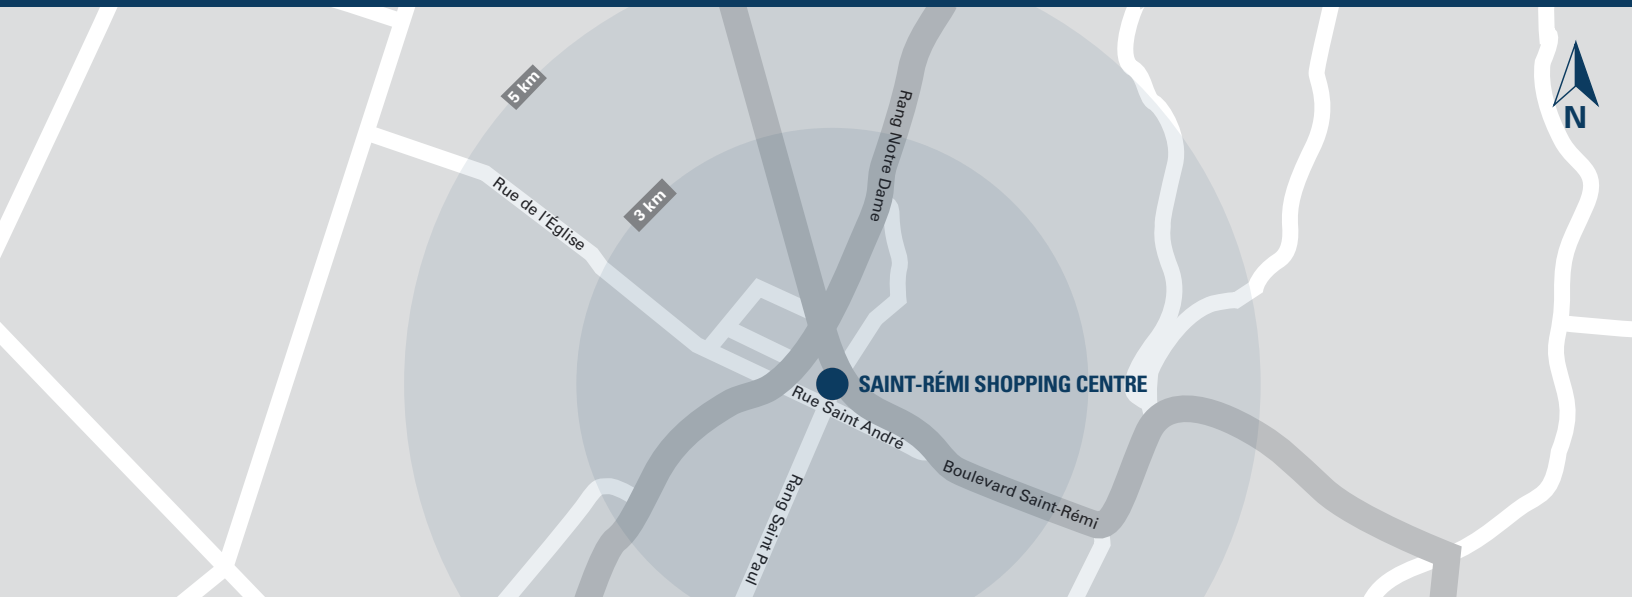 5 km
Rang Notre Dame
N
Rue de l'Église
3 km
SAINT-RÉMI SHOPPING CENTRE
Rue Saint André
Boulevard Saint-Rémi
Rang Saint Paul